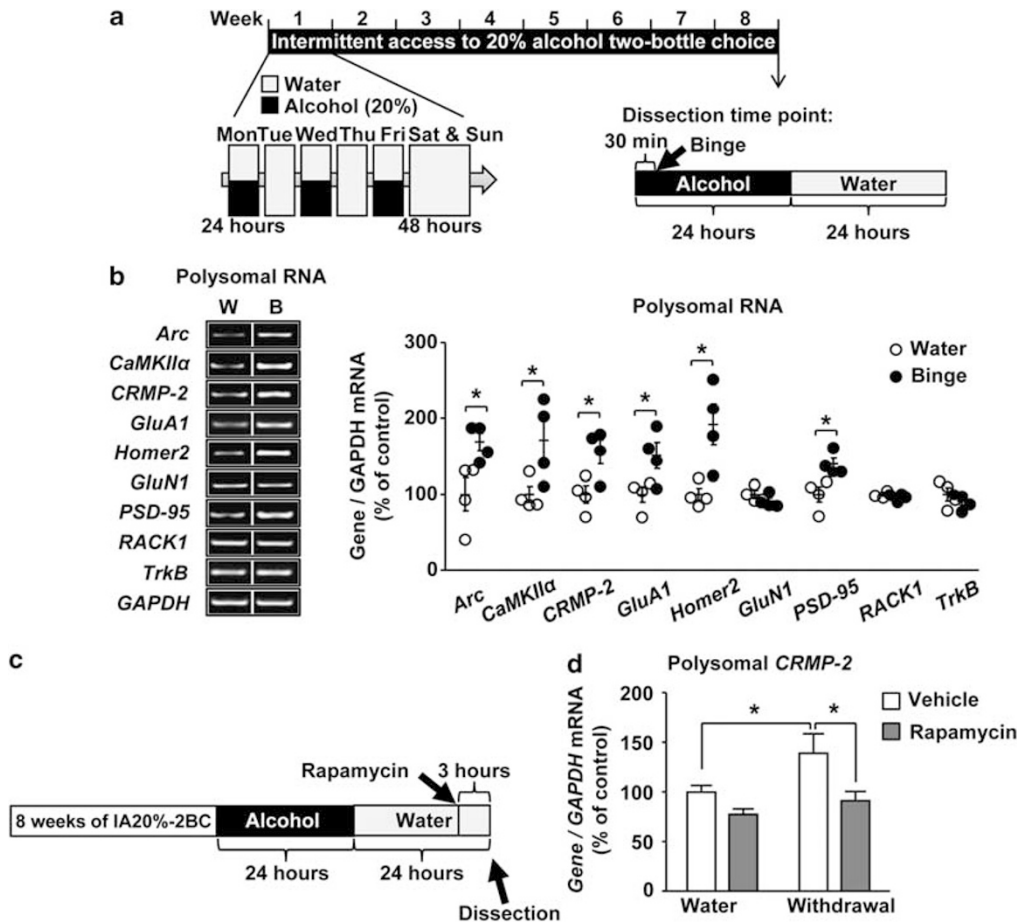 a
Week 1 2 3 4 5 6 7 8
Intermittent access to 20% alcohol two-bottle choice
Water
Alcohol (20%)
Mon Tue Wed Thu Fri Sat & Sun
24 hours 48 hours
Dissection time point:
30 min
Binge
Alcohol Water
24 hours 24 hours
b
Polysomal RNA
W B
Arc
CaMKIIα
CRMP-2
GluA1
Homer2
GluN1
PSD-95
RACK1
TrkB
GAPDH
Polysomal RNA
Gene / GAPDH mRNA
(% of control)
300
200
100
0
Water
Binge
* * * * * *
Arc CaMKIIα CRMP-2 GluA1 Homer2 GluN1 PSD-95 RACK1 TrkB
c
Rapamycin 3 hours
8 weeks of IA20%-2BC Alcohol Water
24 hours 24 hours
Dissection
d
Polysomal CRMP-2
Gene / GAPDH mRNA
(% of control)
200
150
100
50
0
* *
Vehicle
Rapamycin
Water Withdrawal